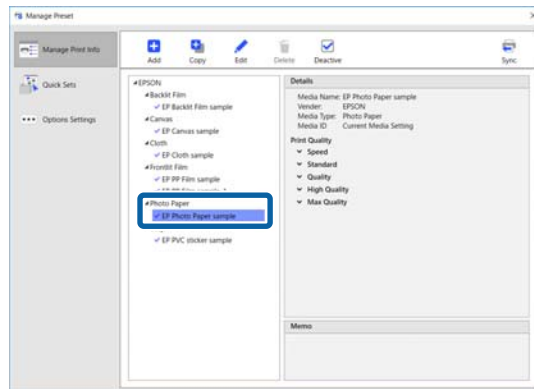 Manage Preset
Manage Print Info
Quick Sets
Options Settings
Add
Copy
Edit
Delete
Deactive
Sync
EPSON
Backlit Film
EP Backlit Film sample
Canvas
EP Canvas sample
Cloth
EP Cloth sample
Frontlit Film
EP PP Film sample
Photo Paper
EP Photo Paper sample
EP PVC sticker sample
Details
Media Name: EP Photo Paper sample
Vender: EPSON
Media Type: Photo Paper
Media ID Current Media Setting
Print Quality
Speed
Standard
Quality
High Quality
Max Quality
Memo